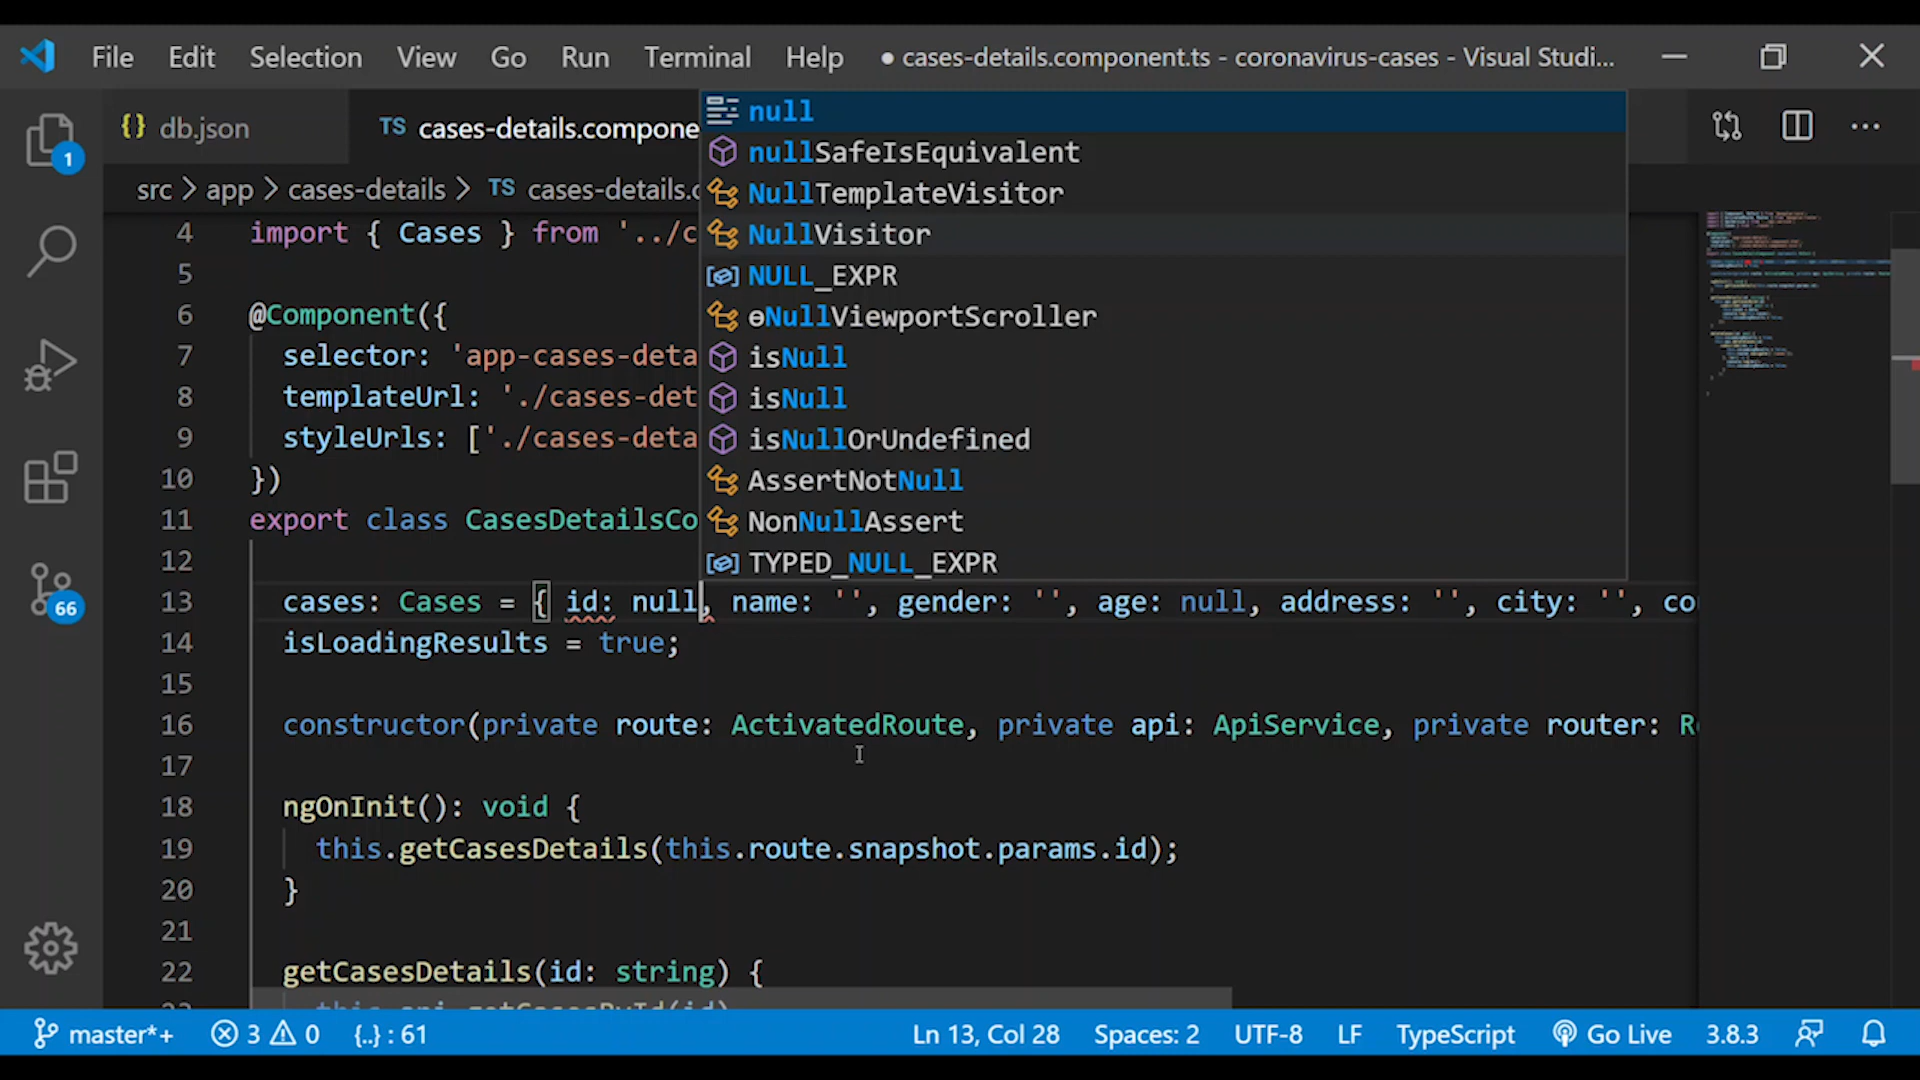 File Edit Selection View Go Run Terminal Help ● cases-details.component.ts - coronavirus-cases - Visual Studi...
{} db.json TS cases-details.compone
src > app > cases-details > TS cases-details.c
null
nullSafeIsEquivalent
NullTemplateVisitor
NullVisitor
NULL_EXPR
ɵNullViewportScroller
isNull
isNull
isNullOrUndefined
AssertNotNull
NonNullAssert
TYPED_NULL_EXPR
1
66
4 import { Cases } from '../c
5
6 @Component({
7 selector: 'app-cases-deta
8 templateUrl: './cases-det
9 styleUrls: ['./cases-deta
10 })
11 export class CasesDetailsCo
12
13 cases: Cases = { id: null, name: '', gender: '', age: null, address: '', city: '', co
14 isLoadingResults = true;
15
16 constructor(private route: ActivatedRoute, private api: ApiService, private router: Ro
17
18 ngOnInit(): void {
19 this.getCasesDetails(this.route.snapshot.params.id);
20 }
21
22 getCasesDetails(id: string) {
master*+ 3 0 {..} : 61 Ln 13, Col 28 Spaces: 2 UTF-8 LF TypeScript Go Live 3.8.3